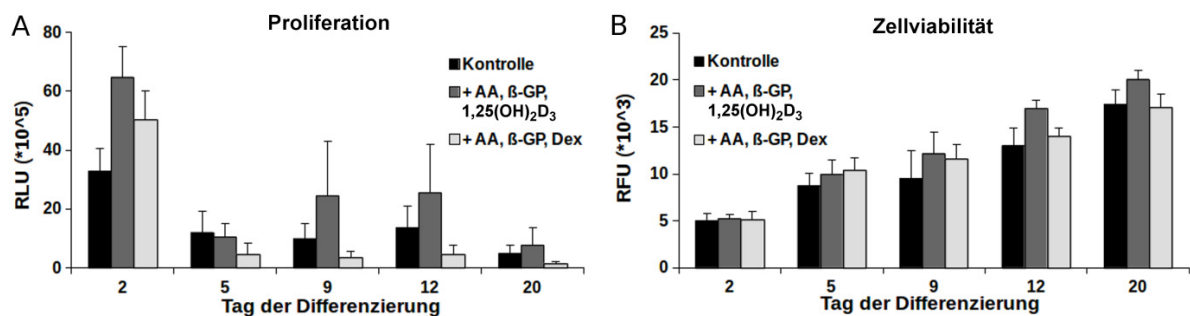 A
Proliferation
80
60
40
20
0
RLU (*10^5)
Kontrolle
+ AA, ß-GP,
1,25(OH)₂D₃
+ AA, ß-GP, Dex
2 5 9 12 20
Tag der Differenzierung
B
Zellviabilität
25
20
15
10
5
0
RFU (*10^3)
Kontrolle
+ AA, ß-GP,
1,25(OH)₂D₃
+ AA, ß-GP, Dex
2 5 9 12 20
Tag der Differenzierung